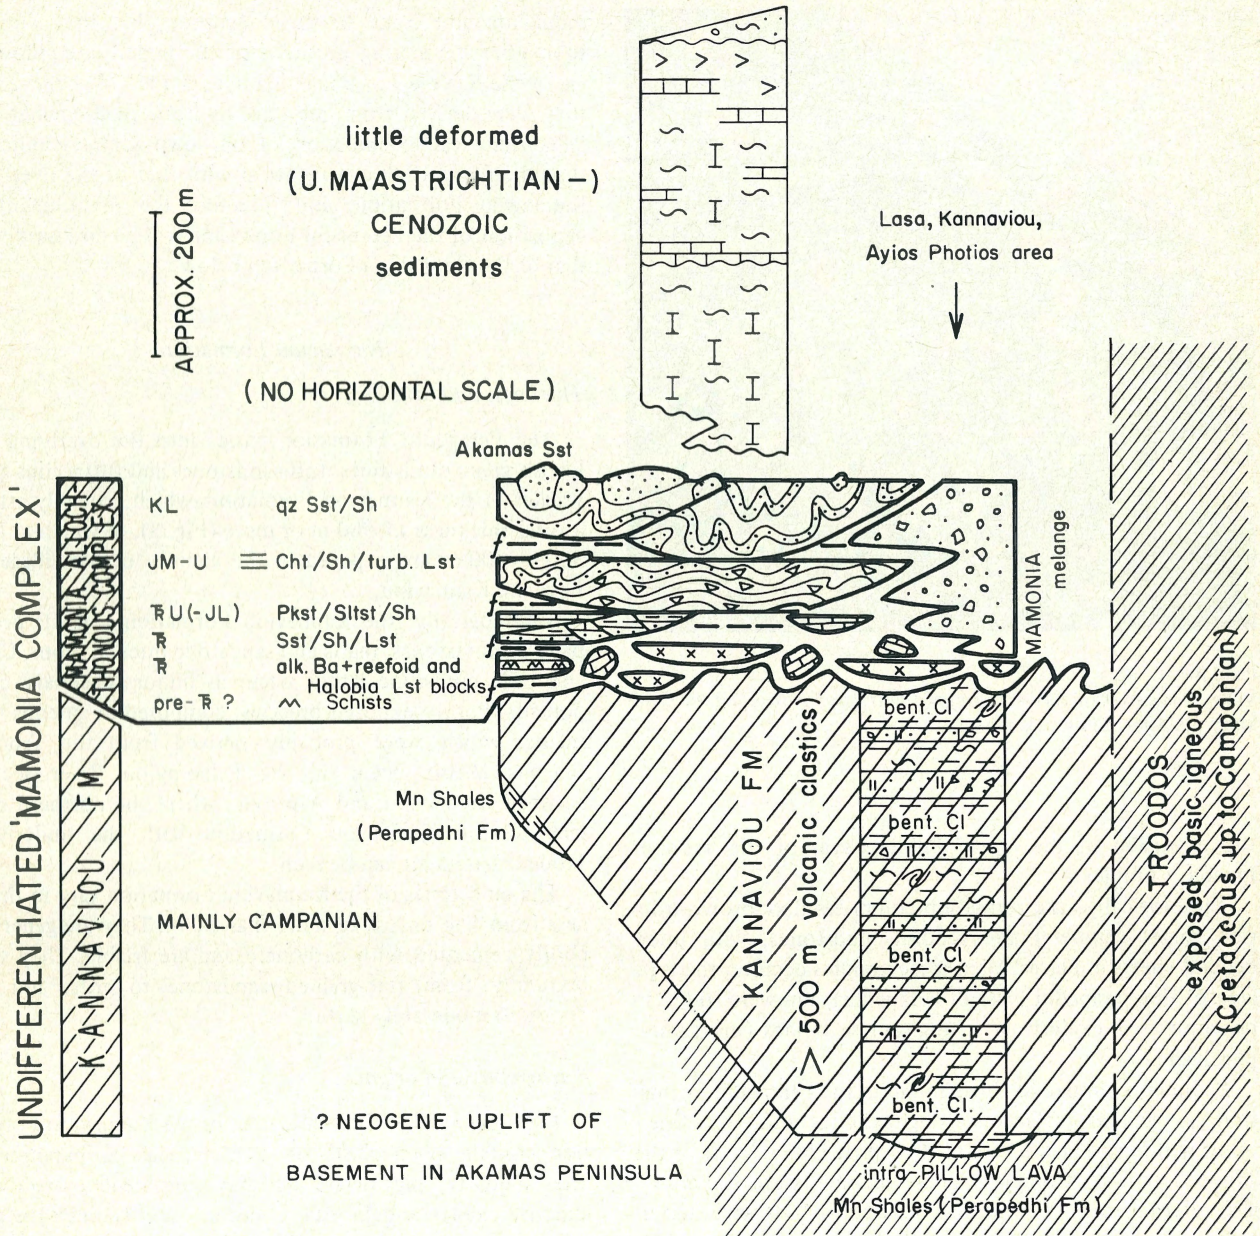 little deformed
(U. MAASTRICHTIAN –)
CENOZOIC
sediments
APPROX. 200m
(NO HORIZONTAL SCALE)
Lasa, Kannaviou,
Ayios Photios area
Akamas Sst
UNDIFFERENTIATED 'MAMONIA COMPLEX'
MAMONIA ALLOCH-
THONOUS COMPLEX
KANNAVIOU FM
KL qz Sst/Sh
JM-U Cht/Sh/turb. Lst
ƮU(-JL) Pkst/Sltst/Sh
Ʈ Sst/Sh/Lst
Ʈ alk. Ba+reefoid and
Halobia Lst blocks
pre-Ʈ ? Schists
f
f
f
f
MAMONIA
melange
Mn Shales
(Perapedhi Fm)
MAINLY CAMPANIAN
KANNAVIOU FM
(> 500 m volcanic clastics)
bent. Cl
bent. Cl
bent. Cl
bent. Cl.
TROODOS
exposed basic igneous
(Cretaceous up to Campanian)
? NEOGENE UPLIFT OF
BASEMENT IN AKAMAS PENINSULA
intra-PILLOW LAVA
Mn Shales (Perapedhi Fm)